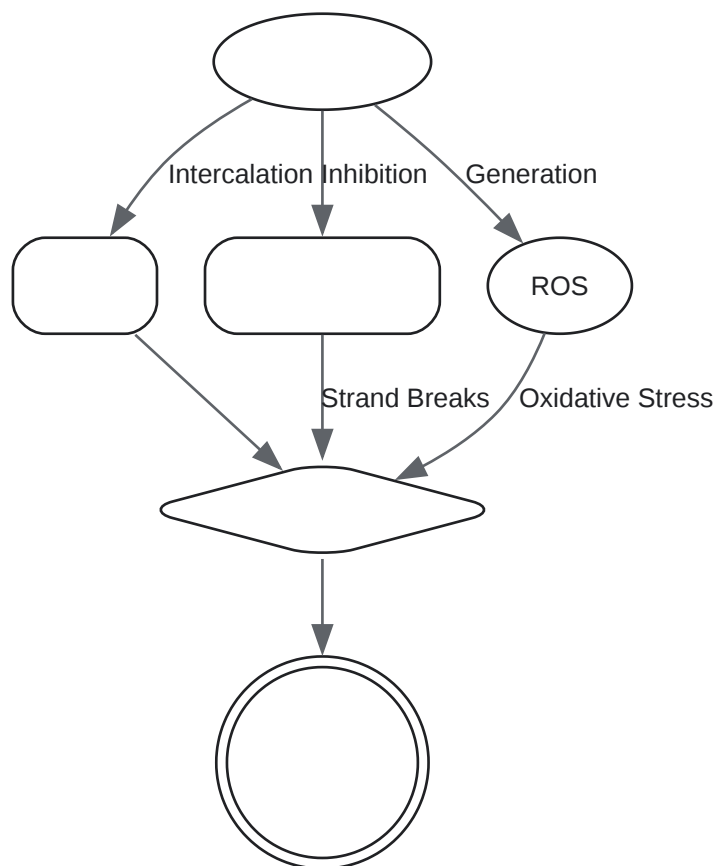 Intercalation
Inhibition
Generation
ROS
Strand Breaks
Oxidative Stress